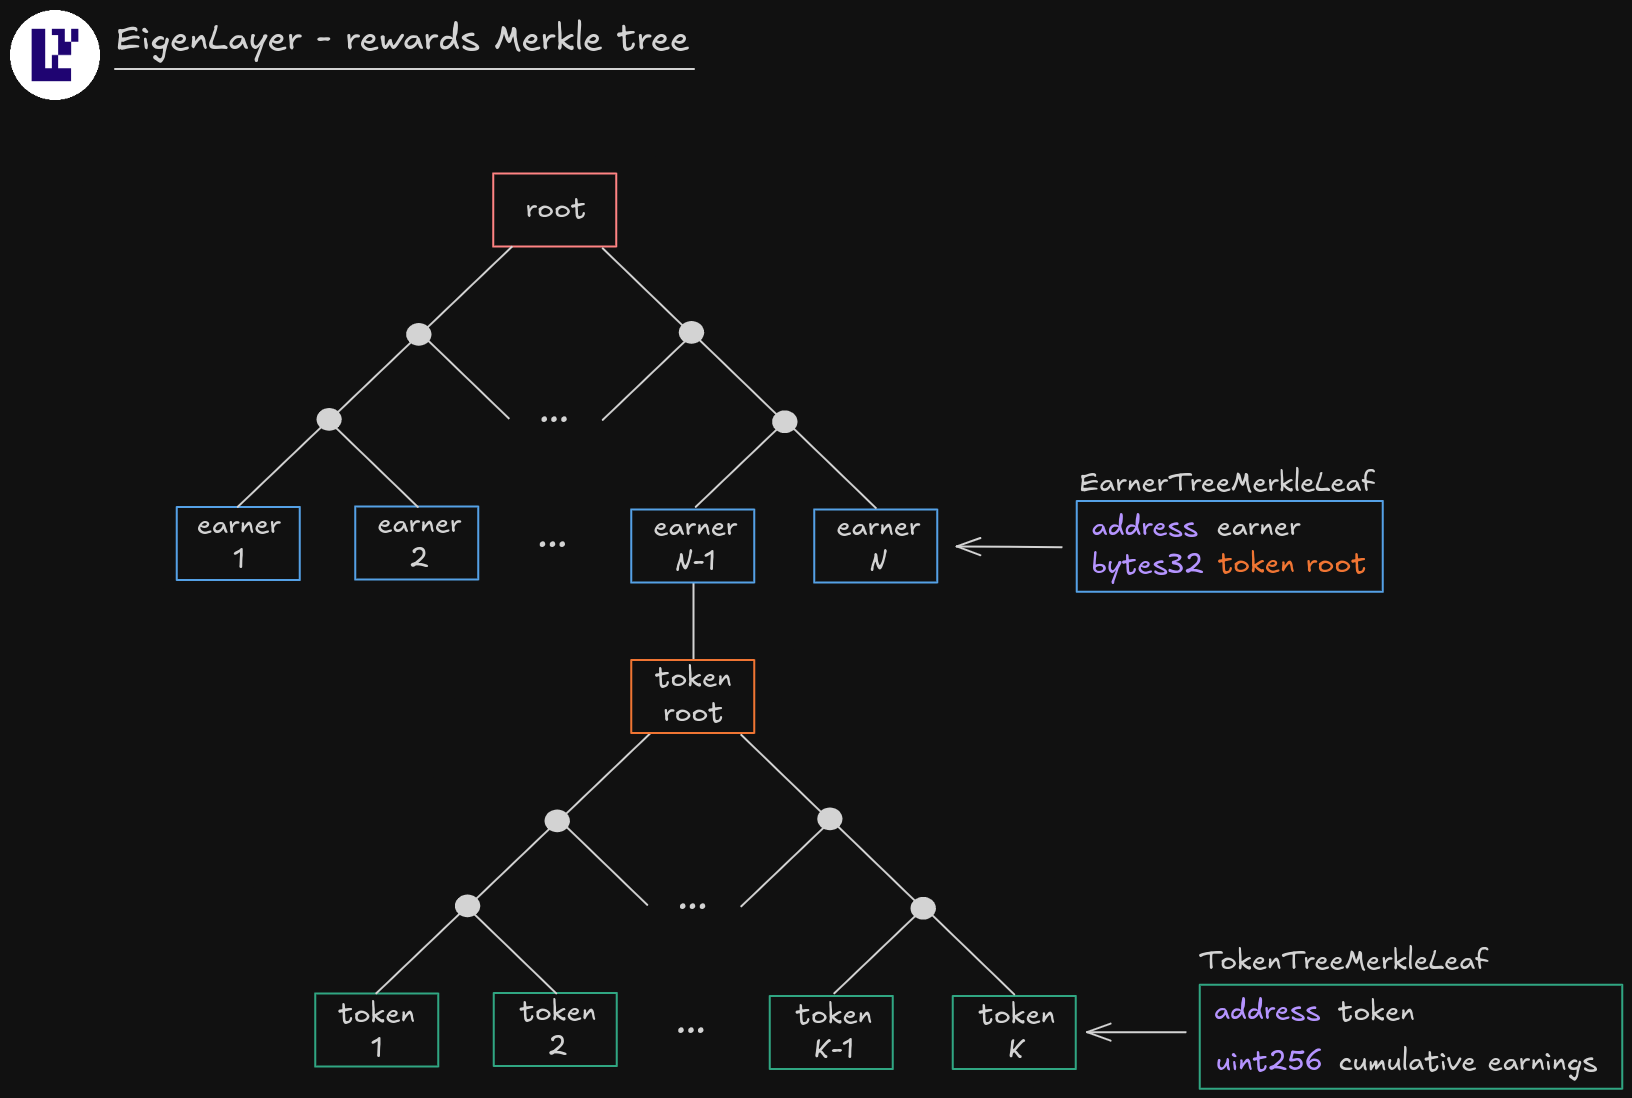 EigenLayer - rewards Merkle tree
root
...
earner
1
earner
2
...
earner
N-1
earner
N
EarnerTreeMerkleLeaf
address earner
bytes32 token root
token
root
...
token
1
token
2
...
token
K-1
token
K
TokenTreeMerkleLeaf
address token
uint256 cumulative earnings